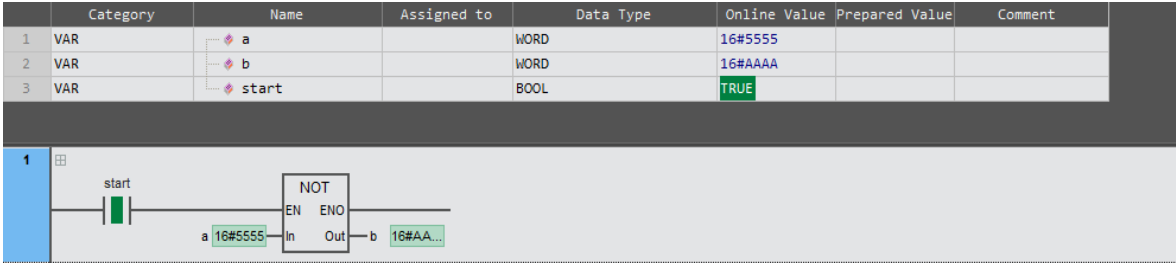 Category Name Assigned to Data Type Online Value Prepared Value Comment
1 VAR a WORD 16#5555
2 VAR b WORD 16#AAAA
3 VAR start BOOL TRUE
1
start
NOT
EN ENO
a 16#5555 In Out b 16#AA...